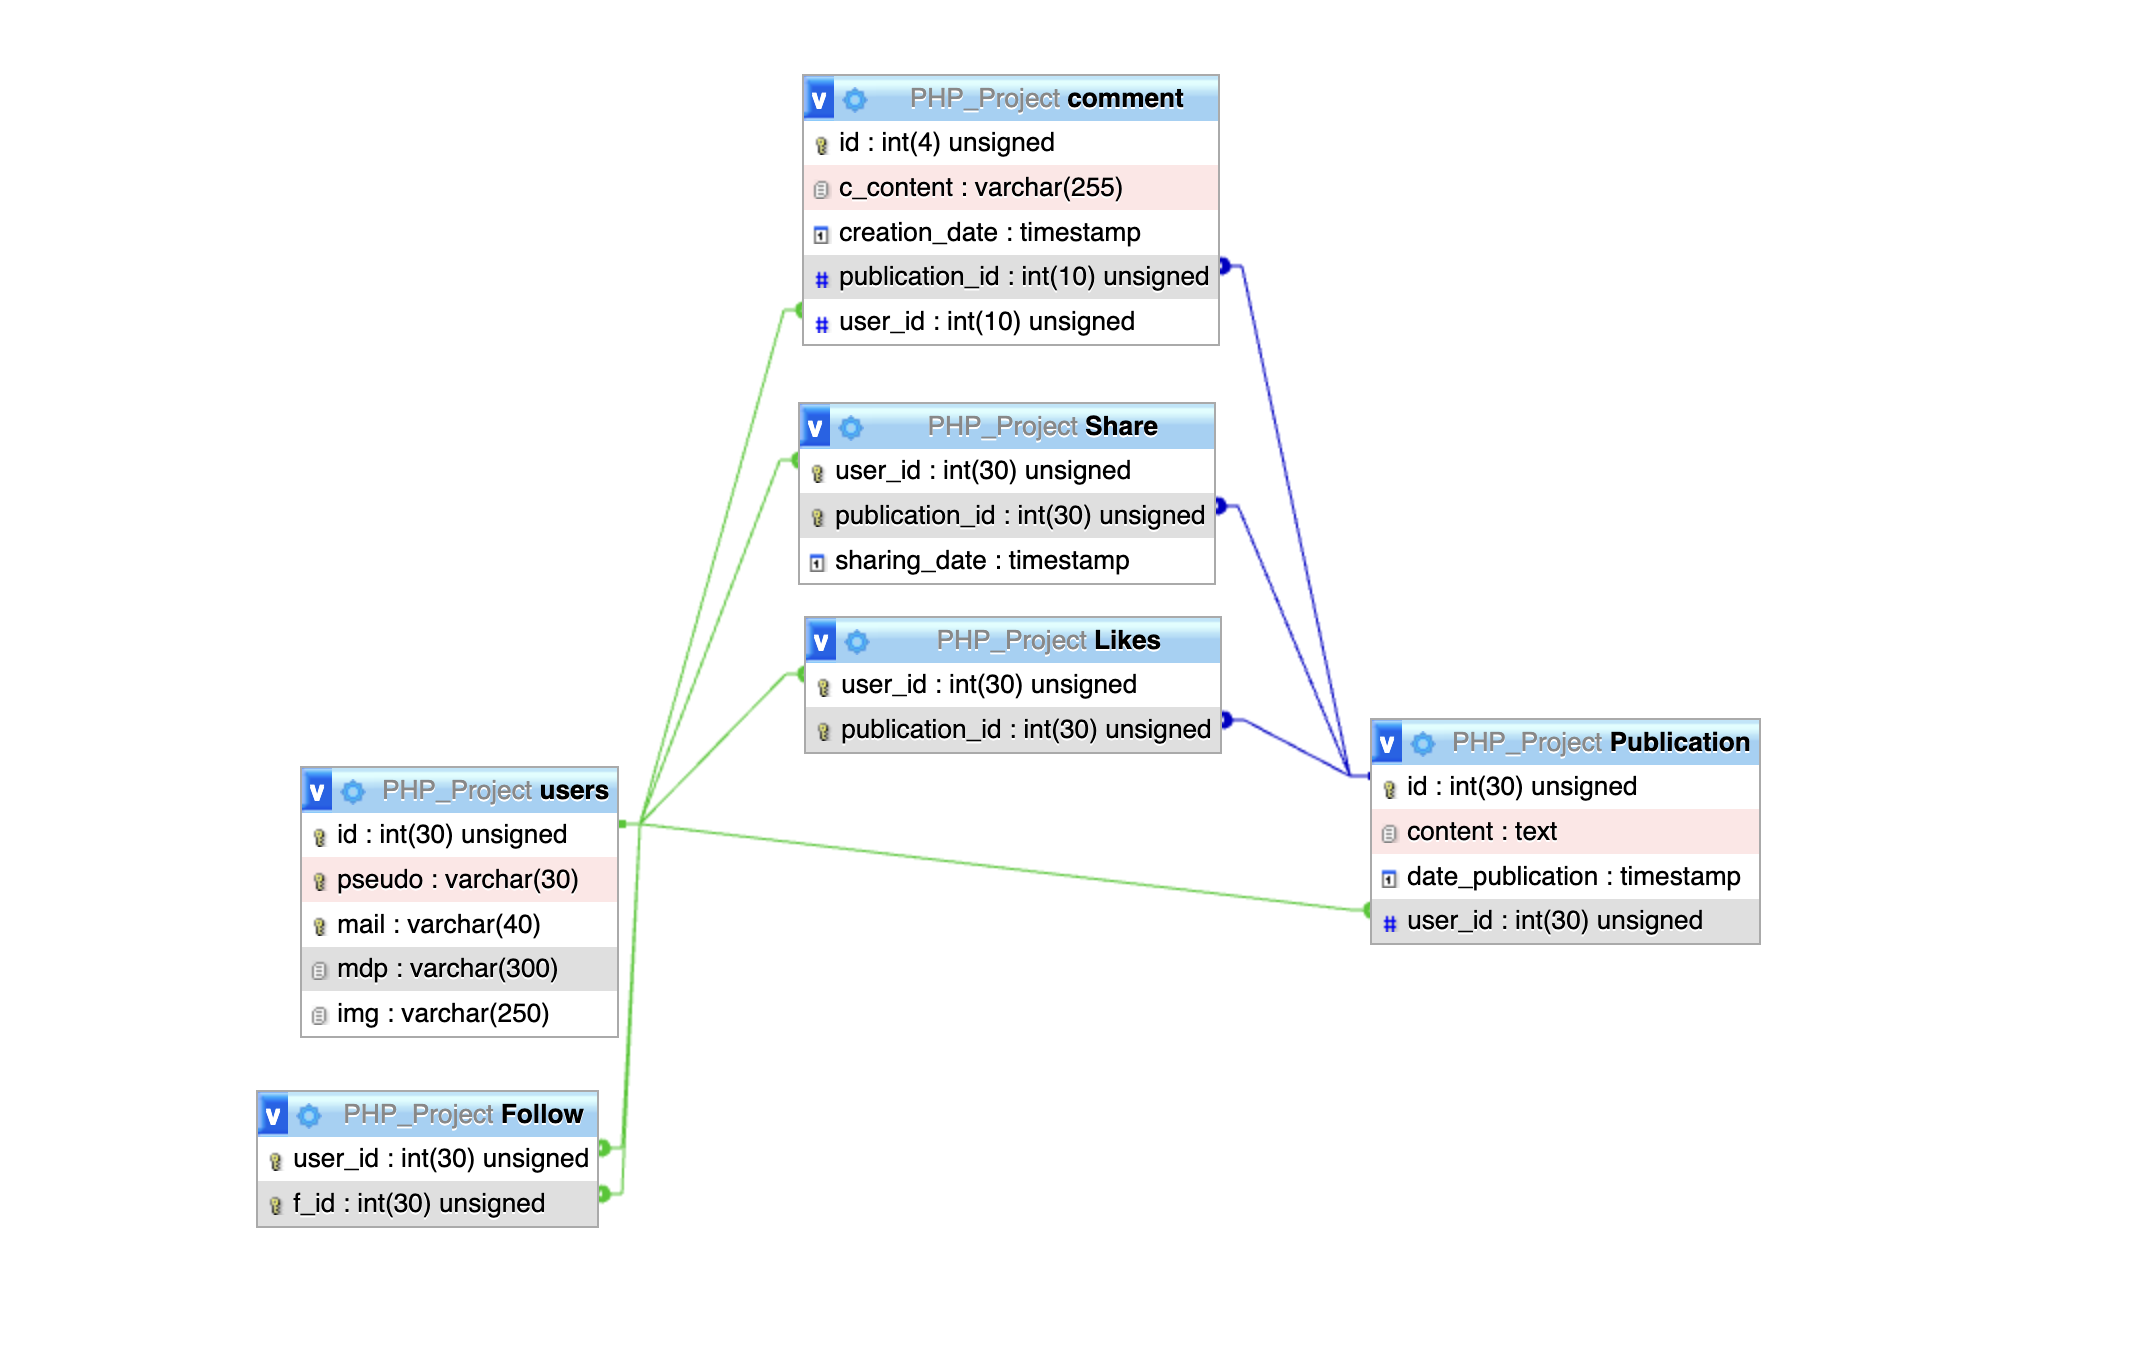 v PHP_Project comment
id : int(4) unsigned
c_content : varchar(255)
creation_date : timestamp
# publication_id : int(10) unsigned
# user_id : int(10) unsigned
v PHP_Project Share
user_id : int(30) unsigned
publication_id : int(30) unsigned
sharing_date : timestamp
v PHP_Project Likes
user_id : int(30) unsigned
publication_id : int(30) unsigned
v PHP_Project Publication
id : int(30) unsigned
content : text
date_publication : timestamp
# user_id : int(30) unsigned
v PHP_Project users
id : int(30) unsigned
pseudo : varchar(30)
mail : varchar(40)
mdp : varchar(300)
img : varchar(250)
v PHP_Project Follow
user_id : int(30) unsigned
f_id : int(30) unsigned